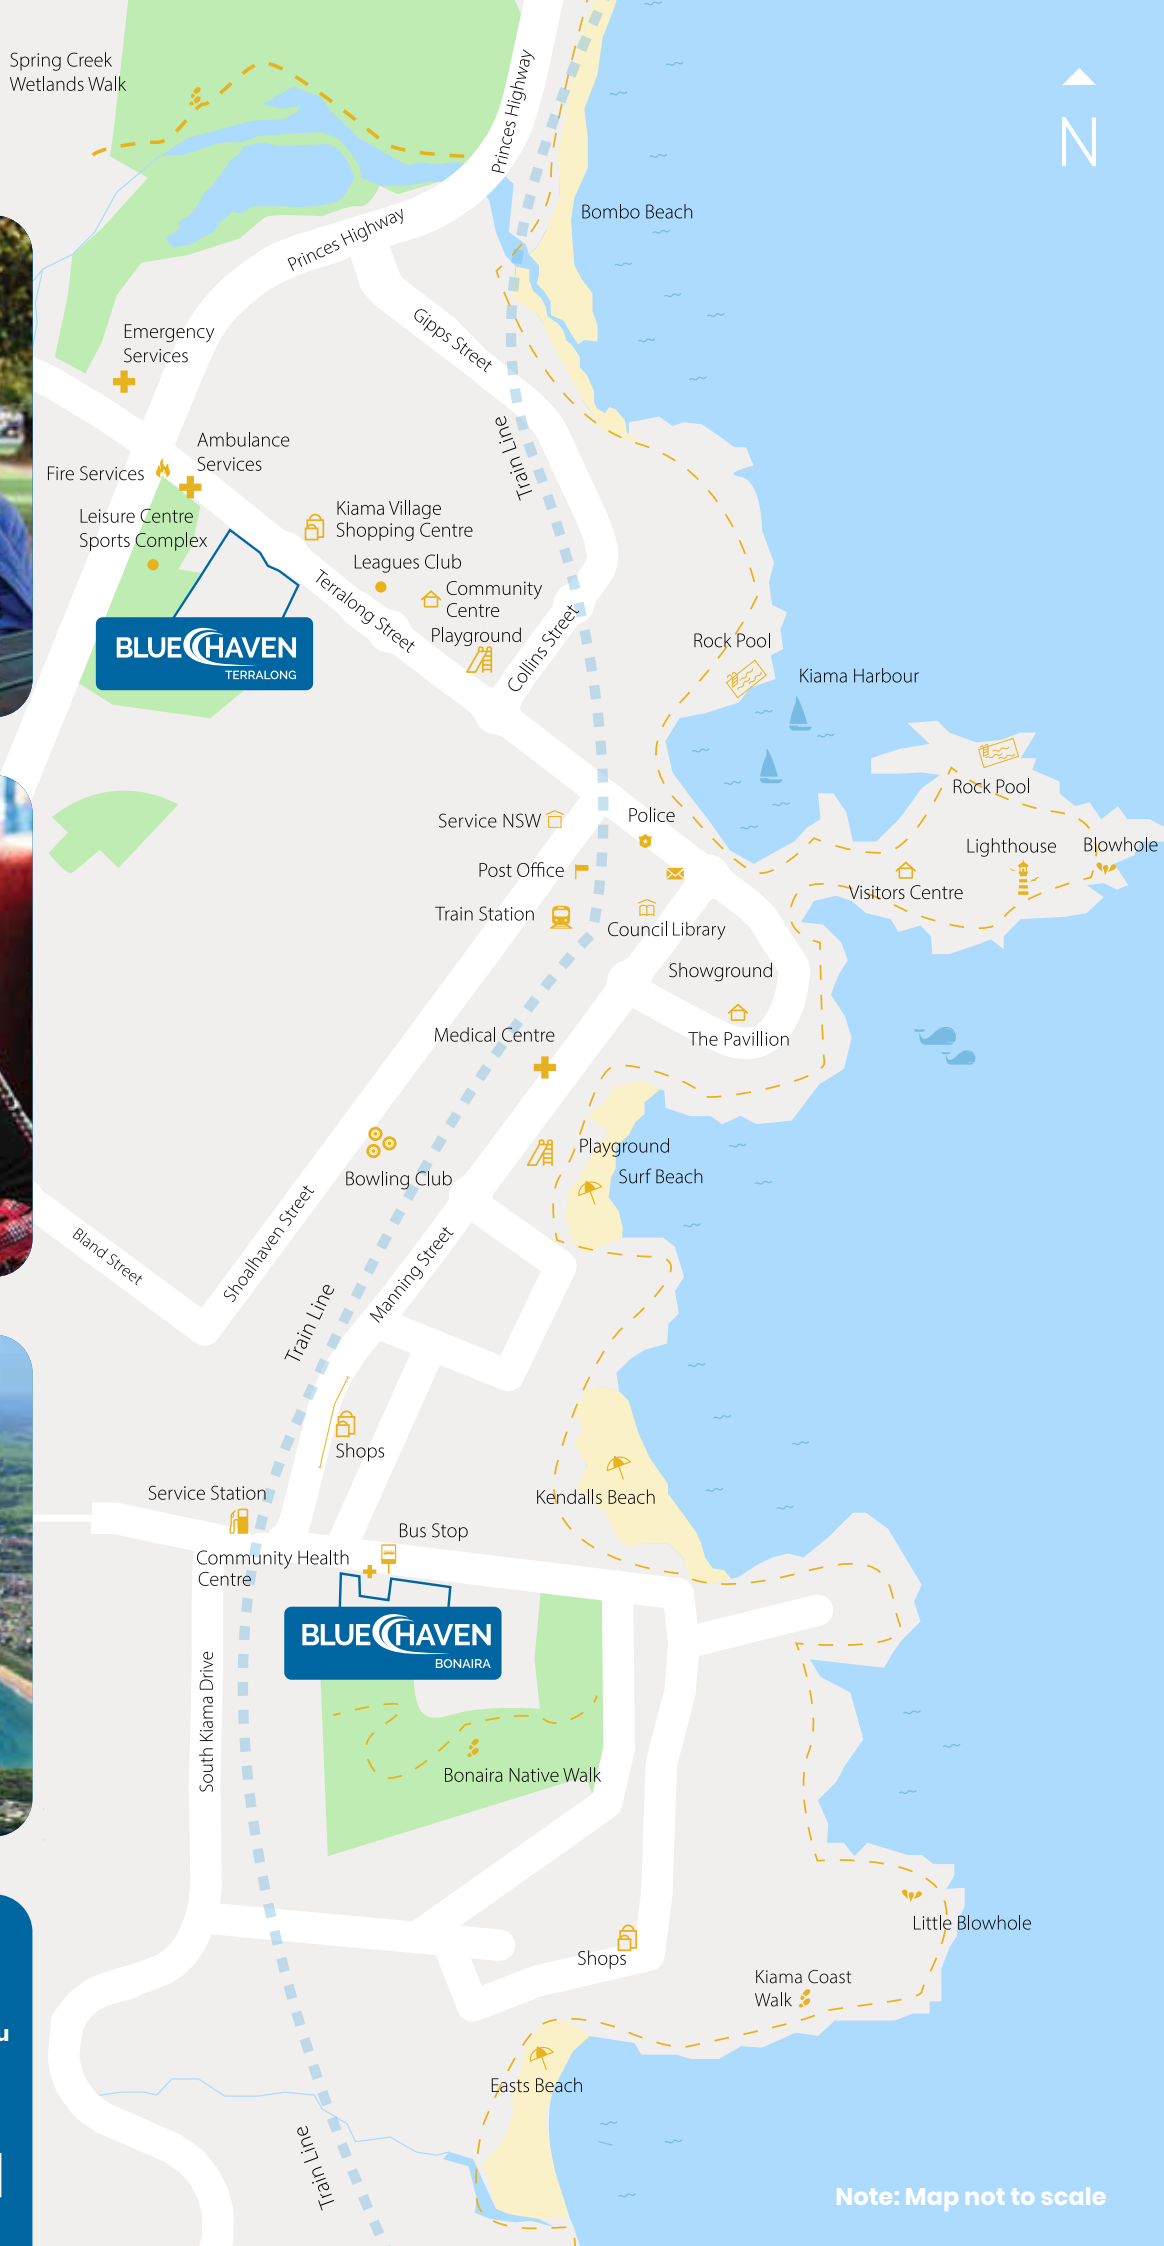 Spring Creek
Wetlands Walk
N
Princes Highway
Bombo Beach
Princes Highway
Gipps Street
Emergency
Services
Train Line
Ambulance
Services
Fire Services
Kiama Village
Shopping Centre
Leisure Centre
Sports Complex
Leagues Club
Community
Centre
Terralong Street
Playground
Collins Street
BLUE HAVEN
TERRALONG
Rock Pool
Kiama Harbour
Rock Pool
Service NSW
Police
Lighthouse
Blowhole
Post Office
Visitors Centre
Train Station
Council Library
Showground
Medical Centre
The Pavillion
Playground
Surf Beach
Bowling Club
Bland Street
Shoalhaven Street
Manning Street
Train Line
Shops
Service Station
Kendalls Beach
Bus Stop
Community Health
Centre
BLUE HAVEN
BONAIRA
South Kiama Drive
Bonaira Native Walk
Little Blowhole
Shops
Kiama Coast
Walk
u
Easts Beach
Train Line
Note: Map not to scale